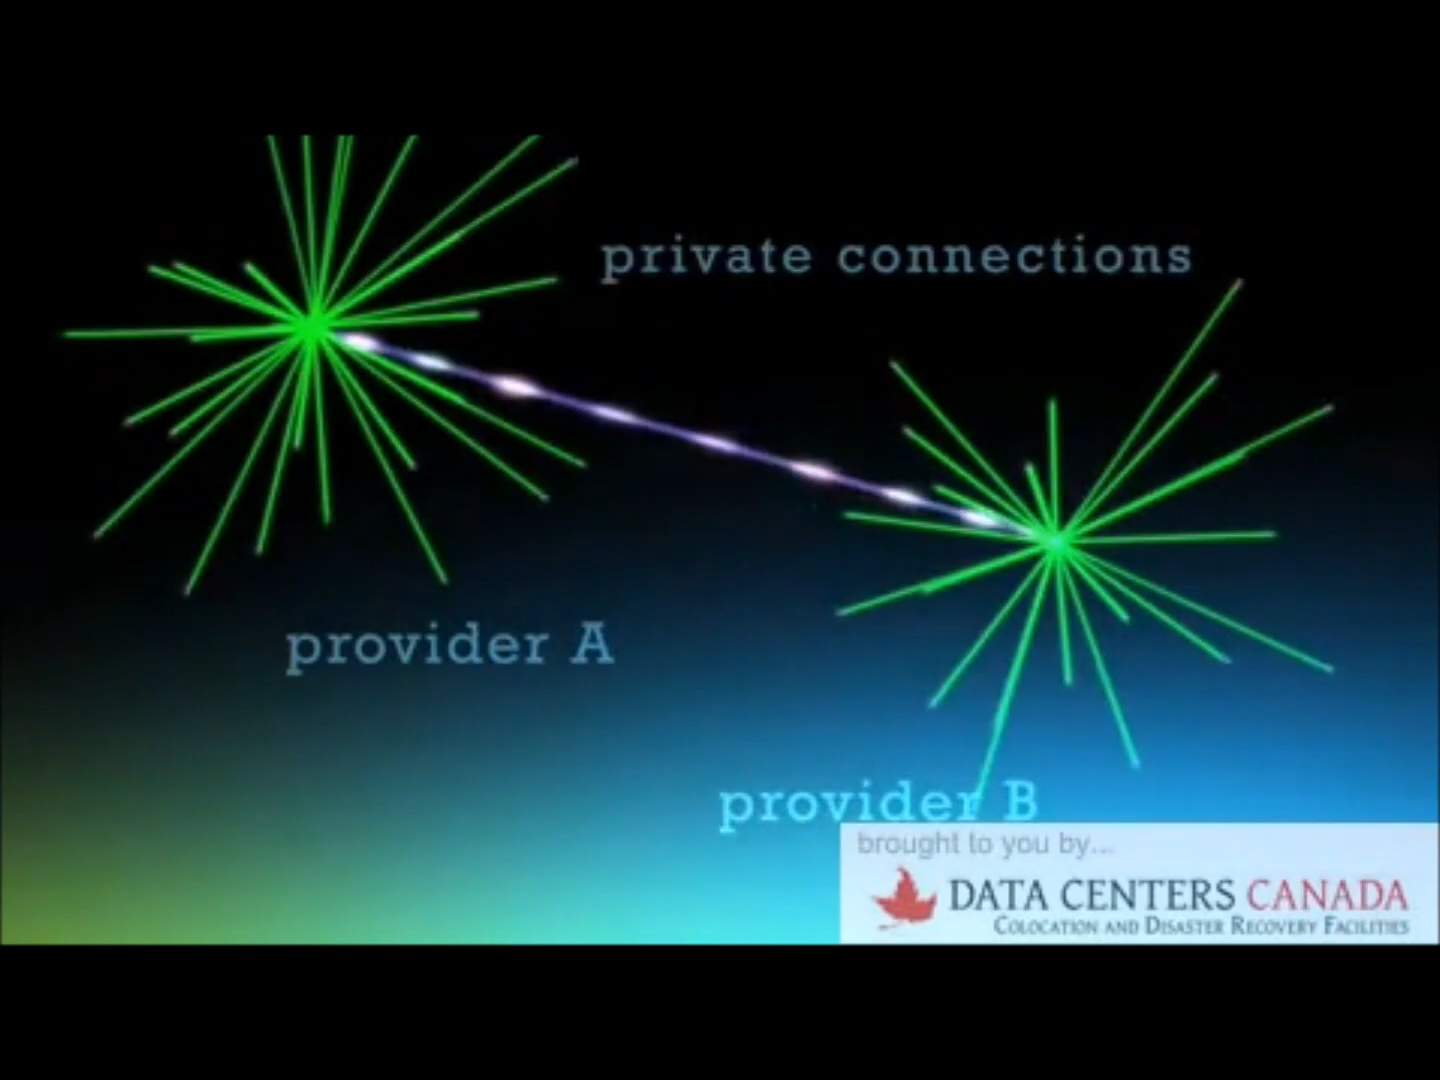 private connections
provider A
provider B
brought to you by...
DATA CENTERS CANADA
COLOCATION AND DISASTER RECOVERY FACILITIES